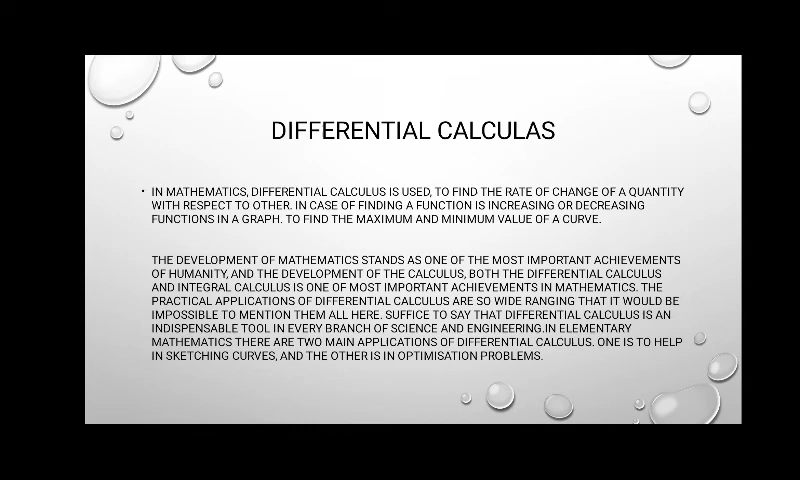 DIFFERENTIAL CALCULAS
• IN MATHEMATICS, DIFFERENTIAL CALCULUS IS USED, TO FIND THE RATE OF CHANGE OF A QUANTITY
WITH RESPECT TO OTHER. IN CASE OF FINDING A FUNCTION IS INCREASING OR DECREASING
FUNCTIONS IN A GRAPH. TO FIND THE MAXIMUM AND MINIMUM VALUE OF A CURVE.
THE DEVELOPMENT OF MATHEMATICS STANDS AS ONE OF THE MOST IMPORTANT ACHIEVEMENTS
OF HUMANITY, AND THE DEVELOPMENT OF THE CALCULUS, BOTH THE DIFFERENTIAL CALCULUS
AND INTEGRAL CALCULUS IS ONE OF MOST IMPORTANT ACHIEVEMENTS IN MATHEMATICS. THE
PRACTICAL APPLICATIONS OF DIFFERENTIAL CALCULUS ARE SO WIDE RANGING THAT IT WOULD BE
IMPOSSIBLE TO MENTION THEM ALL HERE. SUFFICE TO SAY THAT DIFFERENTIAL CALCULUS IS AN
INDISPENSABLE TOOL IN EVERY BRANCH OF SCIENCE AND ENGINEERING.IN ELEMENTARY
MATHEMATICS THERE ARE TWO MAIN APPLICATIONS OF DIFFERENTIAL CALCULUS. ONE IS TO HELP
IN SKETCHING CURVES, AND THE OTHER IS IN OPTIMISATION PROBLEMS.